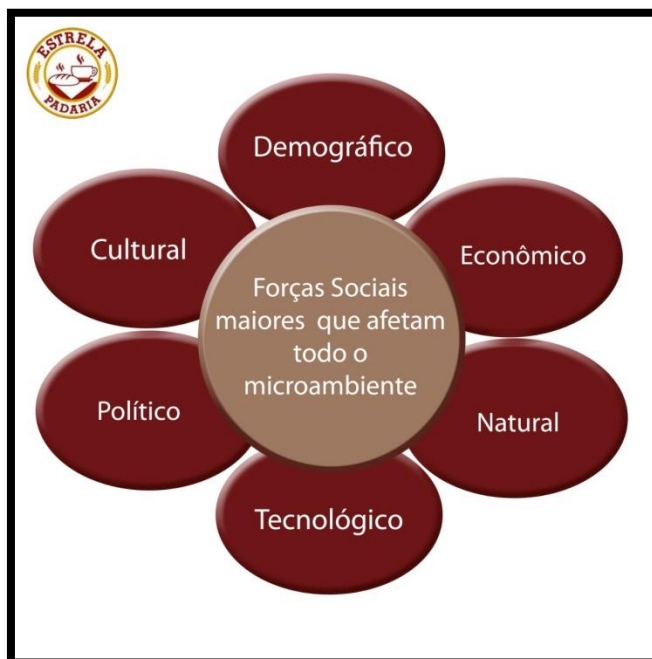 ESTRELA
PADARIA
Demográfico
Cultural
Econômico
Forças Sociais
maiores que afetam
todo o
microambiente
Político
Natural
Tecnológico